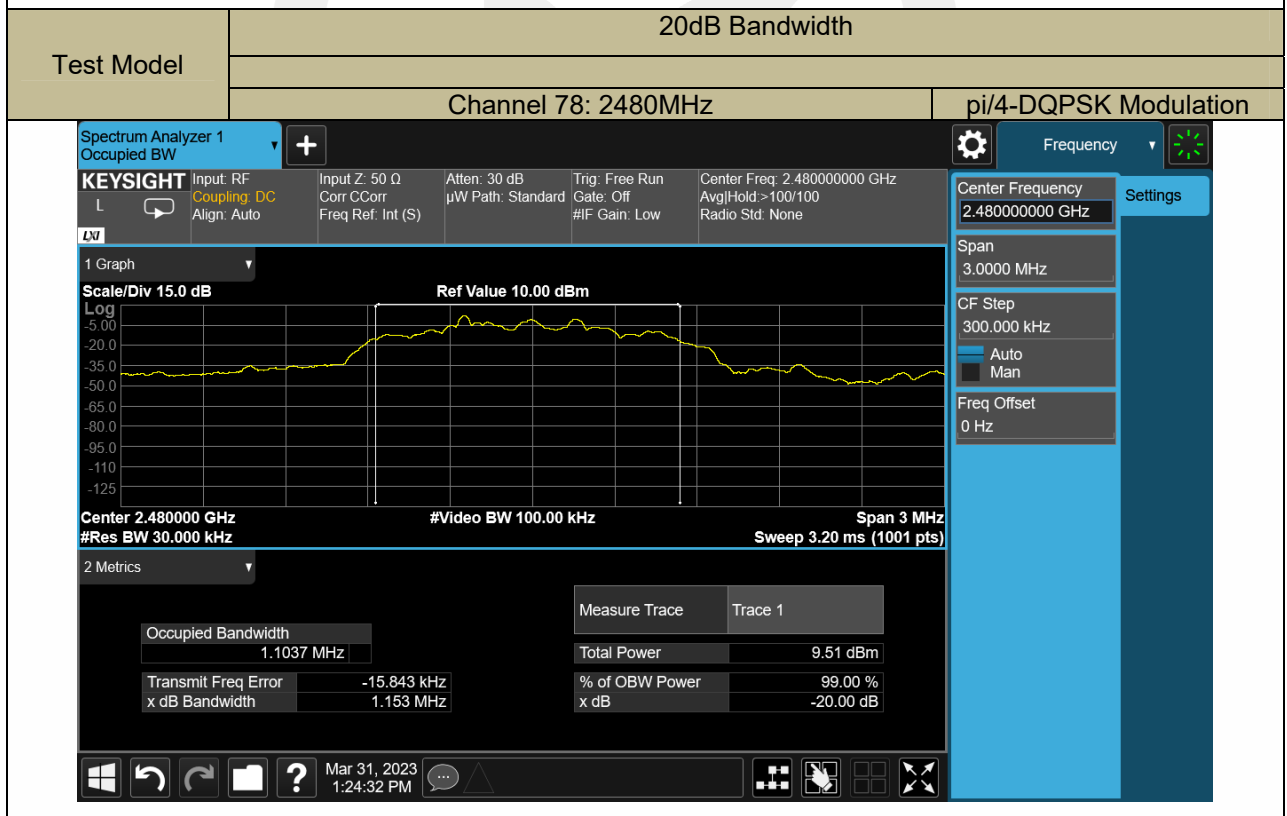 20dB Bandwidth
Test Model
Channel 78: 2480MHz
pi/4-DQPSK Modulation
Spectrum Analyzer 1
Occupied BW
+
Frequency
KEYSIGHT
L
LXI
Input: RF
Coupling: DC
Align: Auto
Input Z: 50 Ω
Corr CCorr
Freq Ref: Int (S)
Atten: 30 dB
µW Path: Standard
Trig: Free Run
Gate: Off
#IF Gain: Low
Center Freq: 2.480000000 GHz
Avg|Hold:>100/100
Radio Std: None
Center Frequency
2.480000000 GHz
Settings
Span
3.0000 MHz
CF Step
300.000 kHz
Auto
Man
Freq Offset
0 Hz
1 Graph
Scale/Div 15.0 dB
Ref Value 10.00 dBm
Log
-5.00
-20.0
-35.0
-50.0
-65.0
-80.0
-95.0
-110
-125
Center 2.480000 GHz
#Video BW 100.00 kHz
Span 3 MHz
#Res BW 30.000 kHz
Sweep 3.20 ms (1001 pts)
2 Metrics
Measure Trace
Trace 1
Occupied Bandwidth
1.1037 MHz
Total Power
9.51 dBm
Transmit Freq Error
-15.843 kHz
% of OBW Power
99.00 %
x dB Bandwidth
1.153 MHz
x dB
-20.00 dB
?
Mar 31, 2023
1:24:32 PM